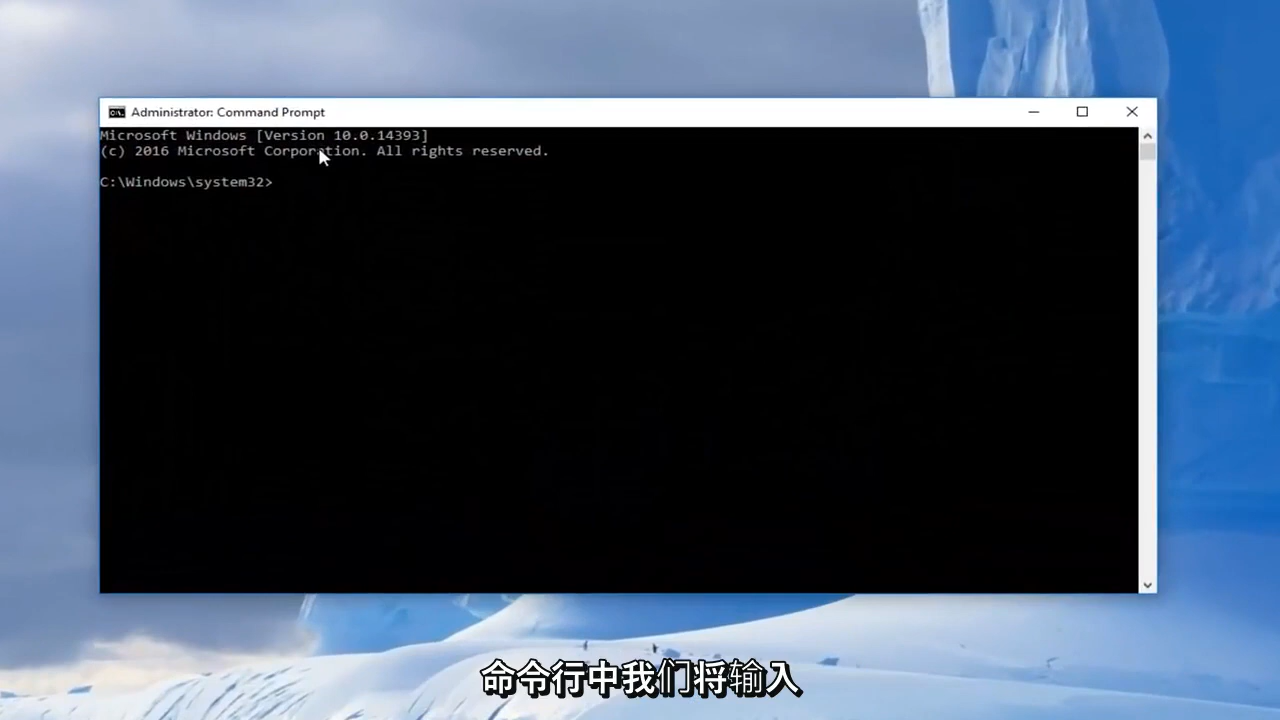 Administrator: Command Prompt
Microsoft Windows [Version 10.0.14393]
(c) 2016 Microsoft Corporation. All rights reserved.
C:\Windows\system32>
命令行中我们将输入